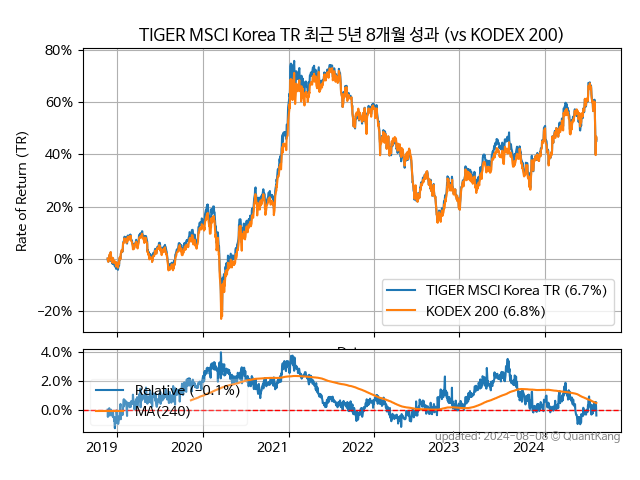 TIGER MSCI Korea TR 최근 5년 8개월 성과 (vs KODEX 200)
Rate of Return (TR)
80%
60%
40%
20%
0%
−20%
TIGER MSCI Korea TR (6.7%)
KODEX 200 (6.8%)
4.0%
2.0%
0.0%
Relative (−0.1%)
MA(240)
2019
2020
2021
2022
2023
2024
updated: 2024-08-08 © QuantKang